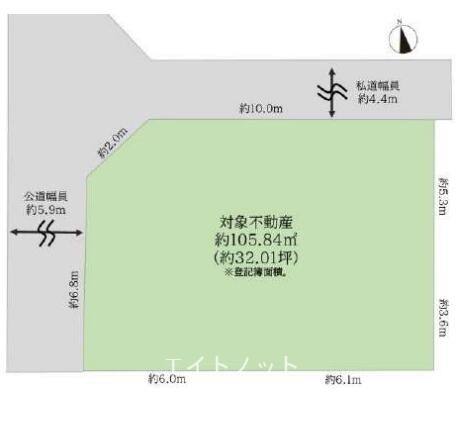 N
私道幅員
約4.4m
約10.0m
約2.0m
公道幅員
約5.9m
約5.3m
対象不動産
約105.84㎡
(約32.01坪)
※登記簿面積。
約6.8m
約3.6m
エイトノット
約6.0m
約6.1m